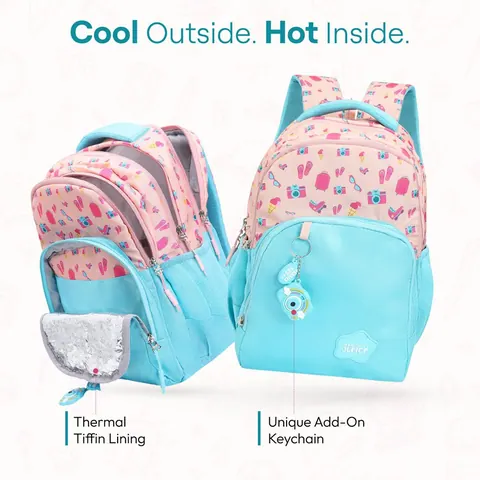 Cool Outside. Hot Inside.
Thermal
Tiffin Lining
Unique Add-On
Keychain